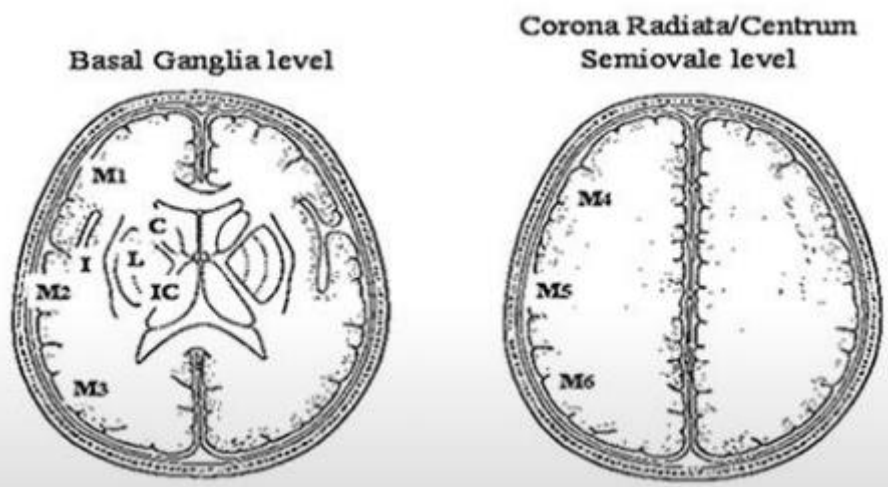 Basal Ganglia level
Corona Radiata/Centrum
Semiovale level
M1
C
I
L
M2
IC
M3
M4
M5
M6